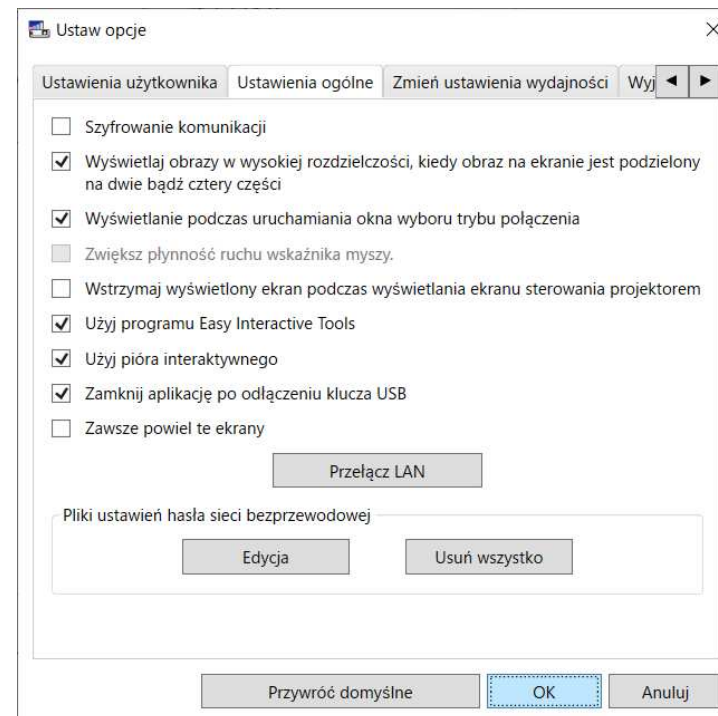 Ustaw opcje
Ustawienia użytkownika Ustawienia ogólne Zmień ustawienia wydajności Wyj
Szyfrowanie komunikacji
Wyświetlaj obrazy w wysokiej rozdzielczości, kiedy obraz na ekranie jest podzielony
na dwie bądź cztery części
Wyświetlanie podczas uruchamiania okna wyboru trybu połączenia
Zwiększ płynność ruchu wskaźnika myszy.
Wstrzymaj wyświetlony ekran podczas wyświetlania ekranu sterowania projektorem
Użyj programu Easy Interactive Tools
Użyj pióra interaktywnego
Zamknij aplikację po odłączeniu klucza USB
Zawsze powiel te ekrany
Przełącz LAN
Pliki ustawień hasła sieci bezprzewodowej
Edycja Usuń wszystko
Przywróć domyślne OK Anuluj